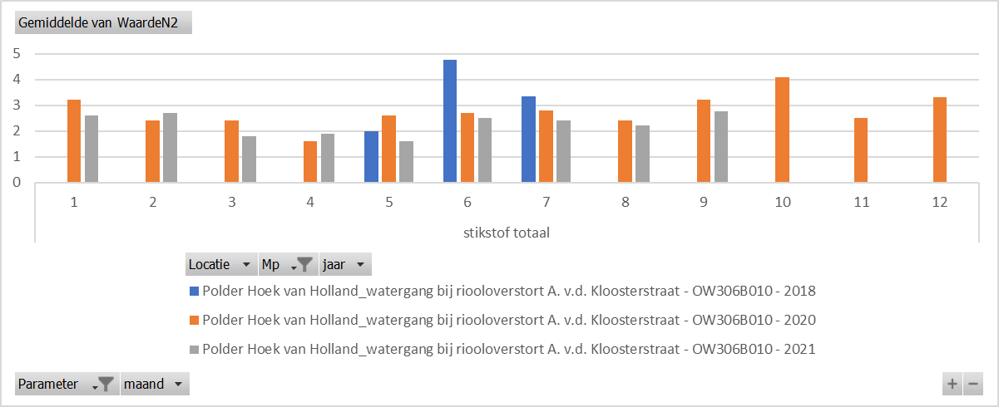 Gemiddelde van WaardeN2
5
4
3
2
1
0
1 2 3 4 5 6 7 8 9 10 11 12
stikstof totaal
Locatie Mp jaar
Polder Hoek van Holland_watergang bij riooloverstort A. v.d. Kloosterstraat - OW306B010 - 2018
Polder Hoek van Holland_watergang bij riooloverstort A. v.d. Kloosterstraat - OW306B010 - 2020
Polder Hoek van Holland_watergang bij riooloverstort A. v.d. Kloosterstraat - OW306B010 - 2021
Parameter maand + −